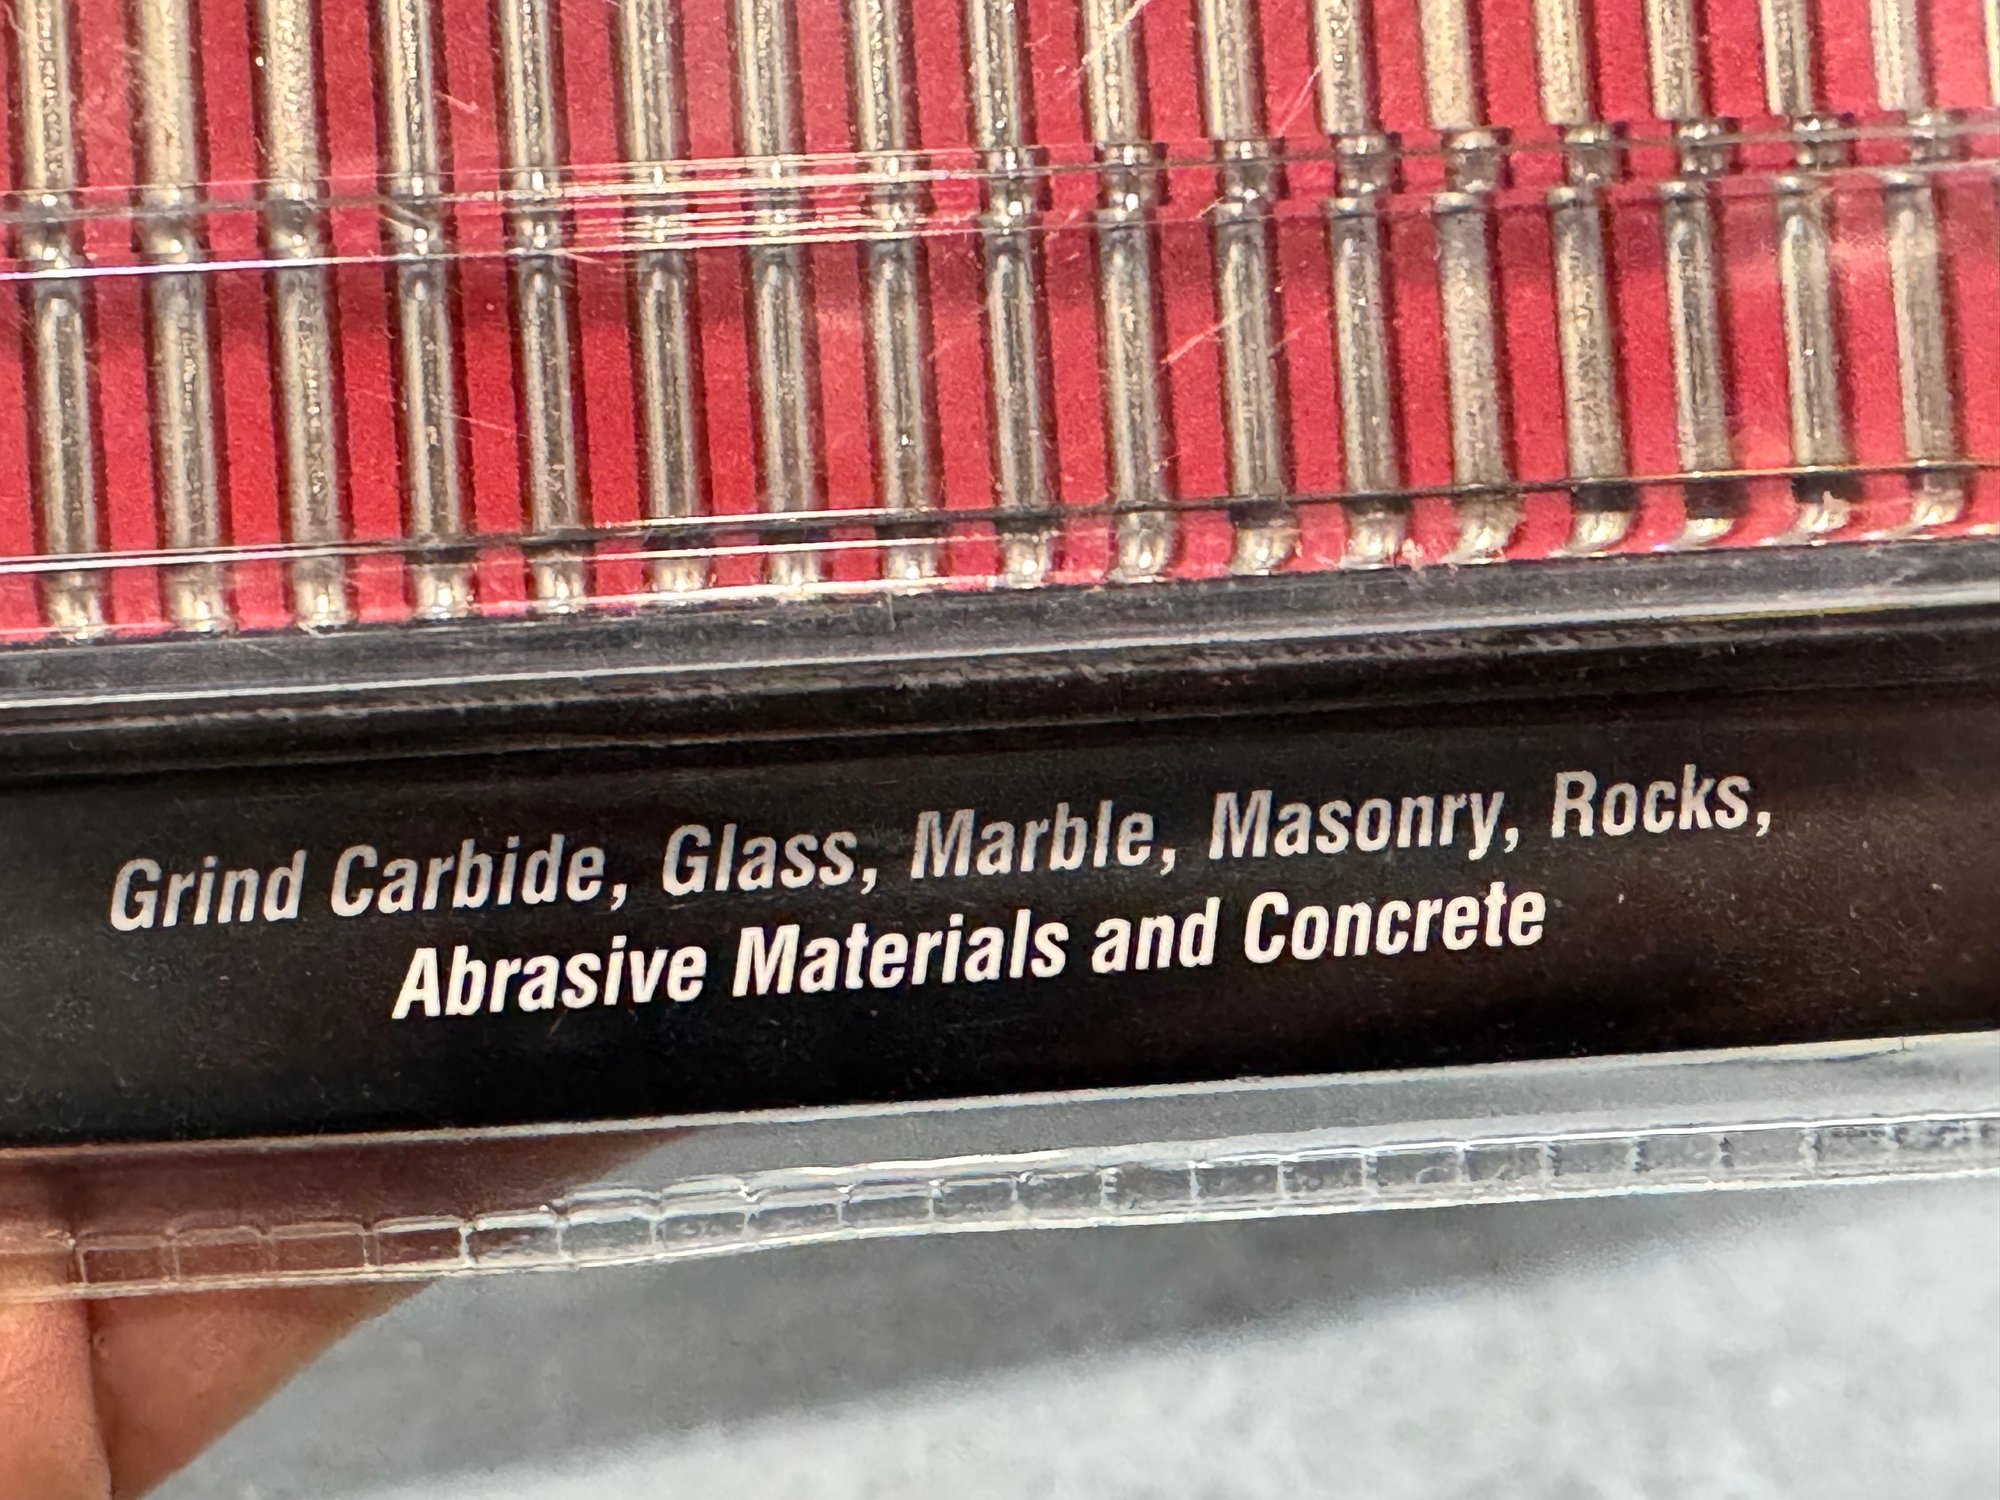 Grind Carbide, Glass, Marble, Masonry, Rocks,
Abrasive Materials and Concrete